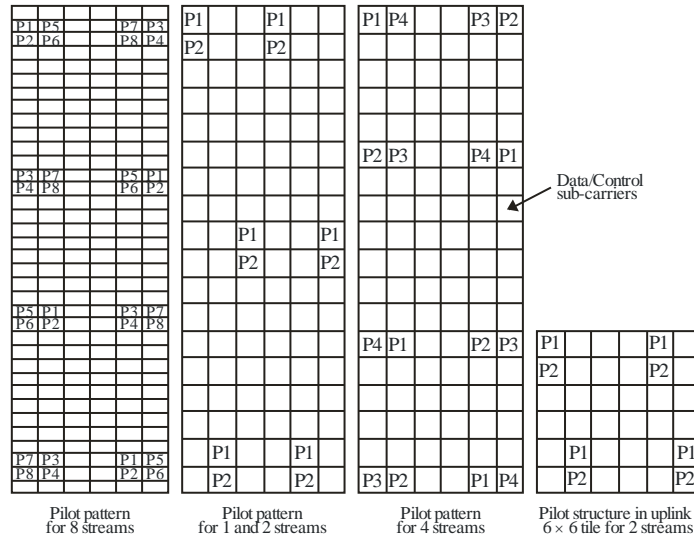 P1 P5 P7 P3
P2 P6 P8 P4
P3 P7 P5 P1
P4 P8 P6 P2
P5 P1 P3 P7
P6 P2 P4 P8
P7 P3 P1 P5
P8 P4 P2 P6
Pilot pattern
for 8 streams
P1 P1
P2 P2
P1 P1
P2 P2
P1 P1
P2 P2
Pilot pattern
for 1 and 2 streams
P1 P4 P3 P2
P2 P3 P4 P1
P4 P1 P2 P3
P3 P2 P1 P4
Pilot pattern
for 4 streams
Data/Control
sub-carriers
P1 P1
P2 P2
P1 P1
P2 P2
Pilot structure in uplink
6 × 6 tile for 2 streams